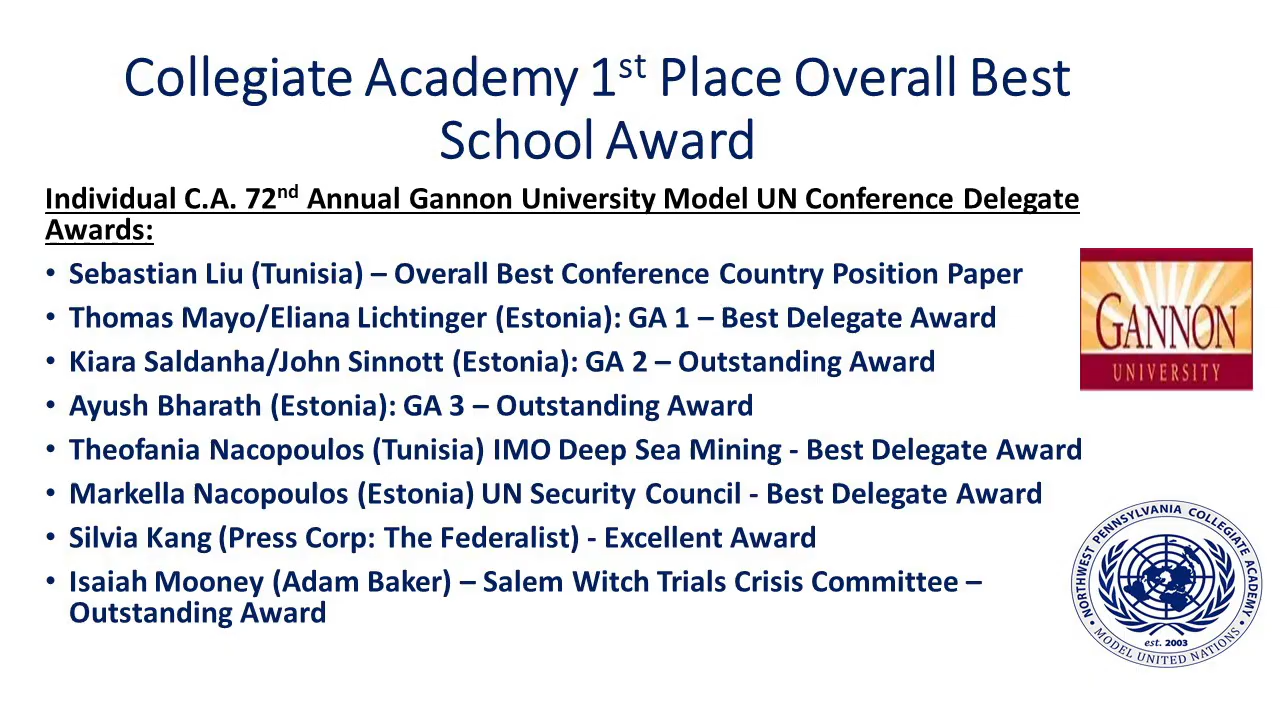 Collegiate Academy 1st Place Overall Best
School Award
Individual C.A. 72nd Annual Gannon University Model UN Conference Delegate
Awards:
• Sebastian Liu (Tunisia) – Overall Best Conference Country Position Paper
• Thomas Mayo/Eliana Lichtinger (Estonia): GA 1 – Best Delegate Award
• Kiara Saldanha/John Sinnott (Estonia): GA 2 – Outstanding Award
• Ayush Bharath (Estonia): GA 3 – Outstanding Award
• Theofania Nacopoulos (Tunisia) IMO Deep Sea Mining - Best Delegate Award
• Markella Nacopoulos (Estonia) UN Security Council - Best Delegate Award
• Silvia Kang (Press Corp: The Federalist) - Excellent Award
• Isaiah Mooney (Adam Baker) – Salem Witch Trials Crisis Committee –
Outstanding Award
GANNON
UNIVERSITY
NORTHWEST PENNSYLVANIA COLLEGIATE ACADEMY
est. 2003
• MODEL UNITED NATIONS •